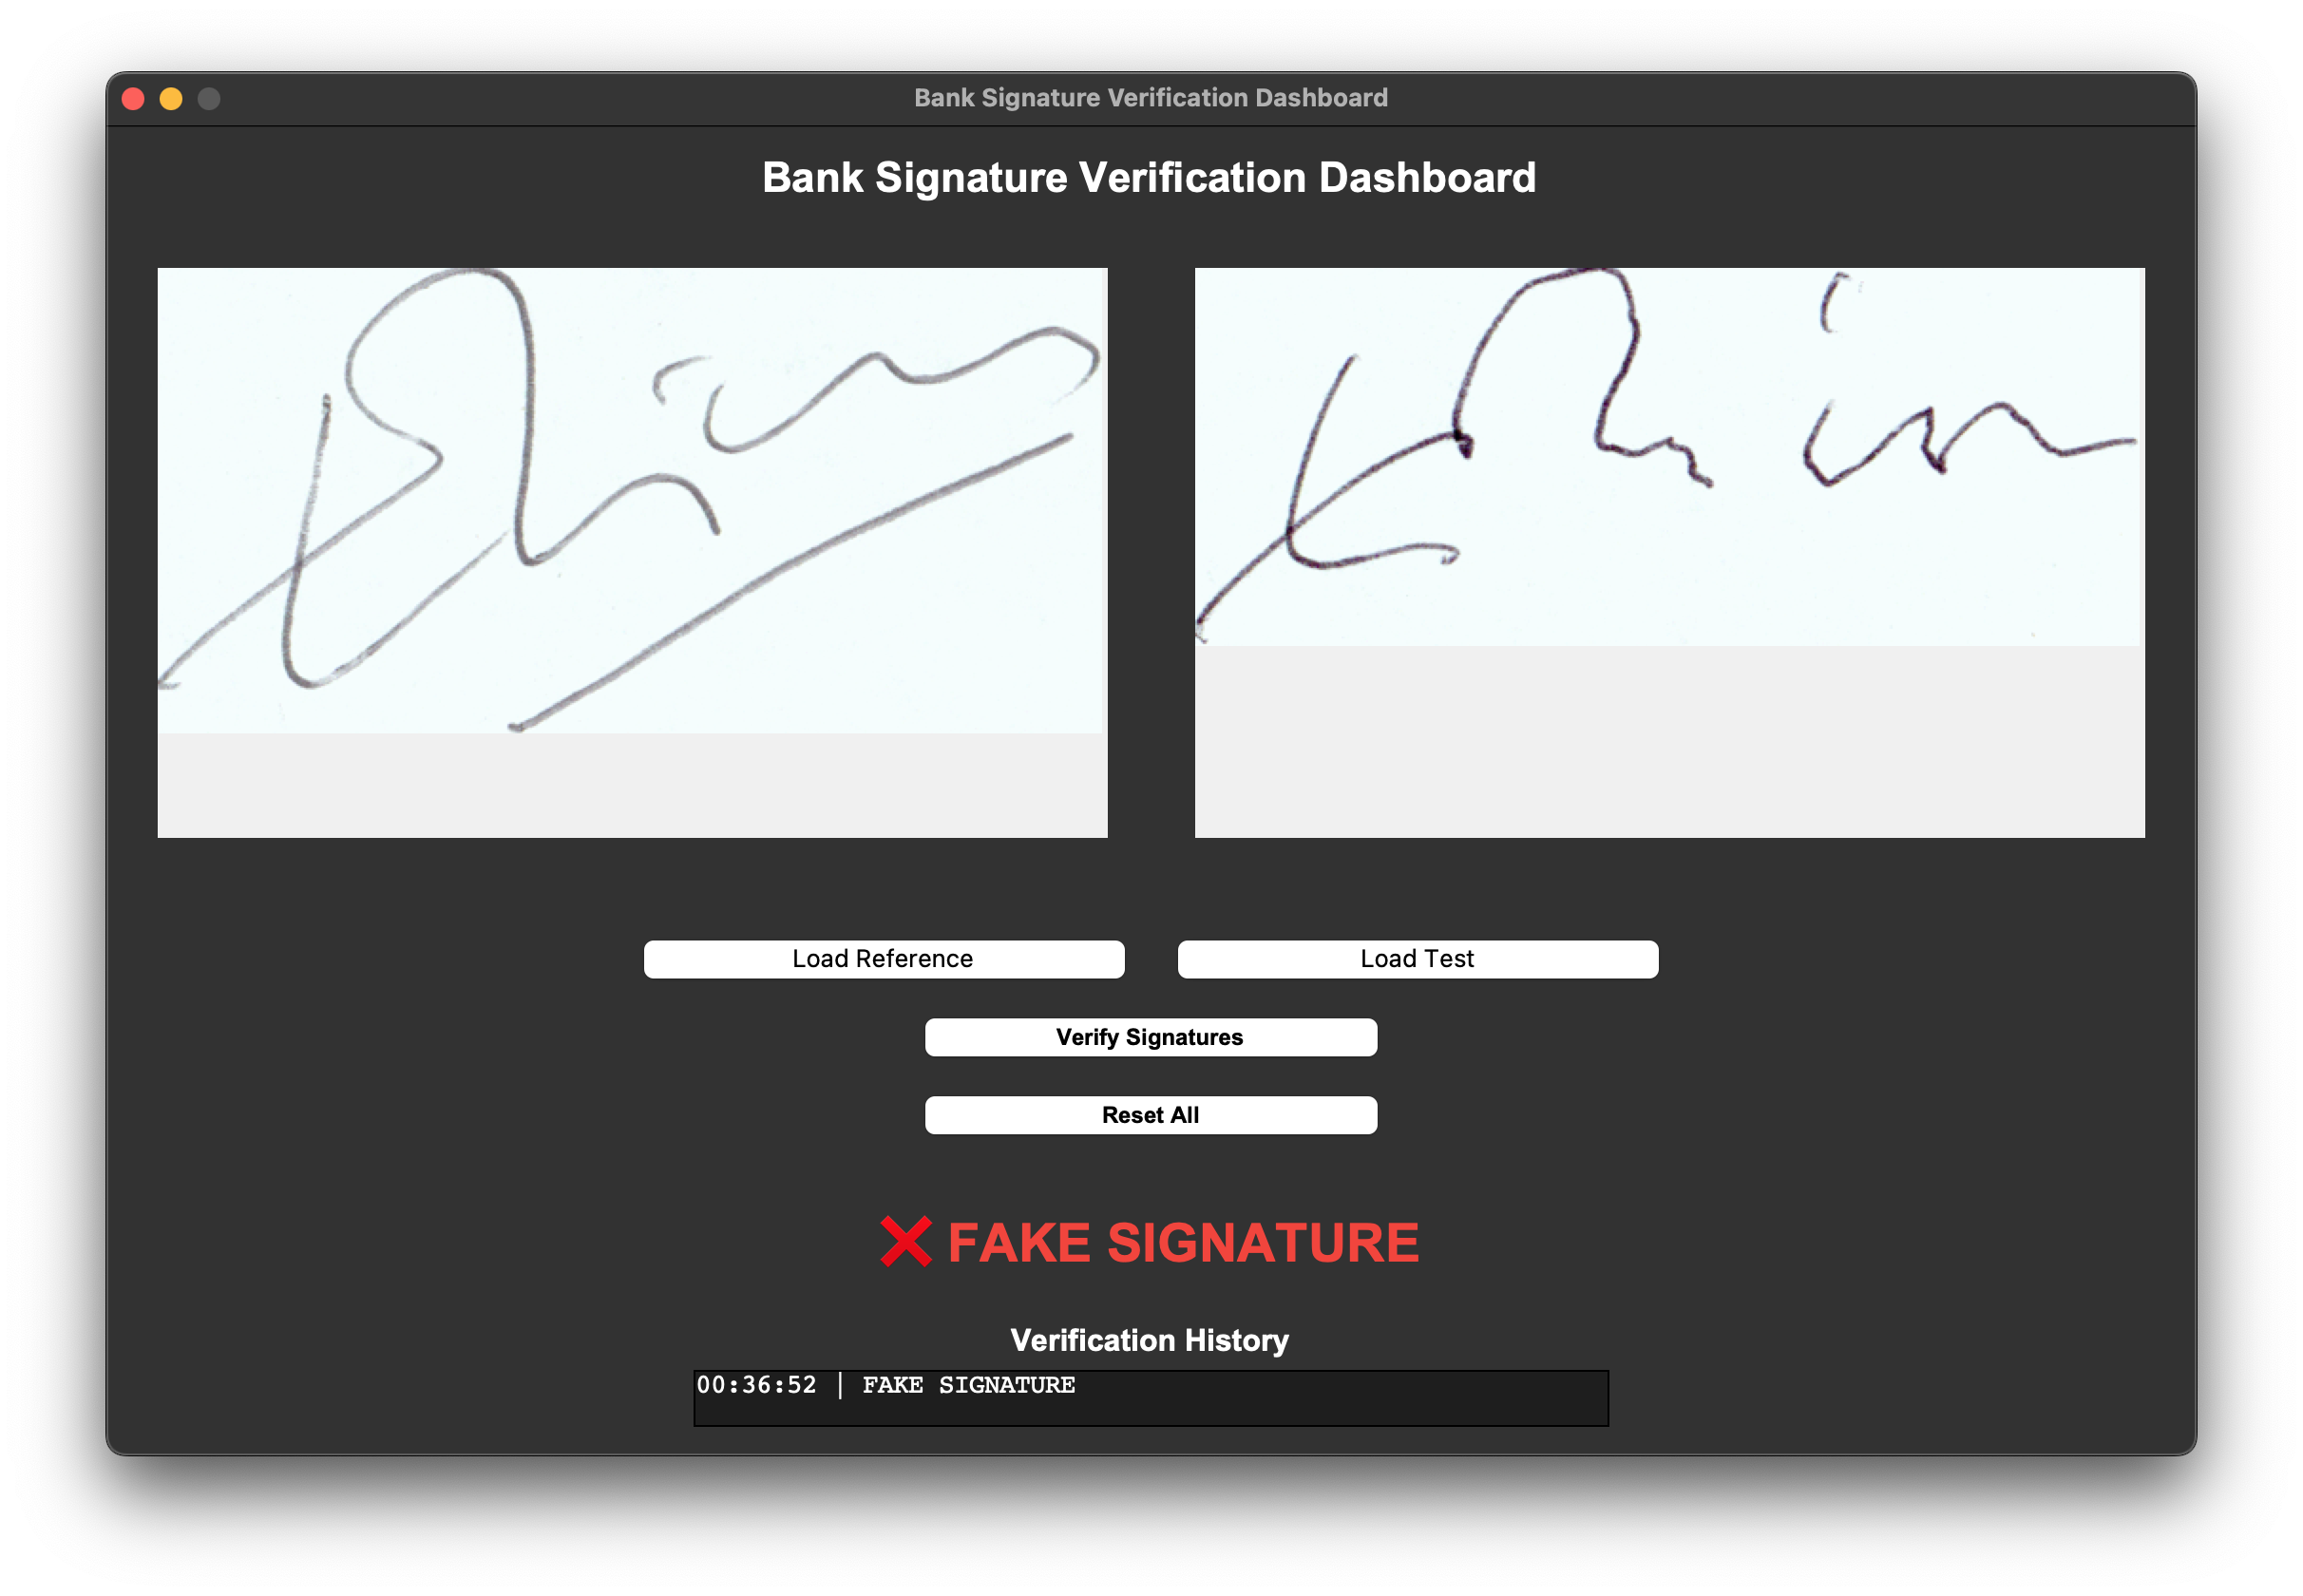 Bank Signature Verification Dashboard
Bank Signature Verification Dashboard
Load Reference
Load Test
Verify Signatures
Reset All
❌ FAKE SIGNATURE
Verification History
00:36:52 | FAKE SIGNATURE